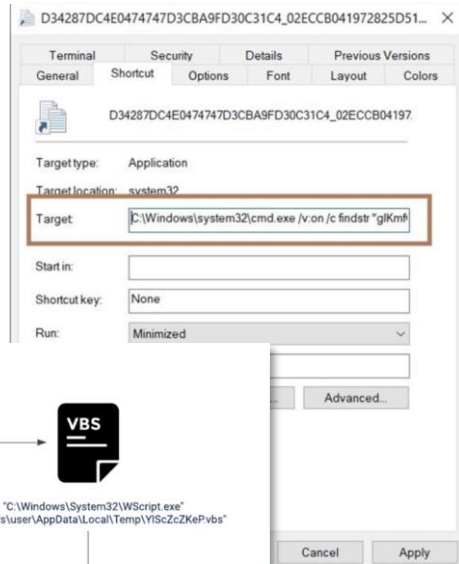 D34287DC4E0474747D3CBA9FD30C31C4_02ECCB041972825D51...
Terminal Security Details Previous Versions
General Shortcut Options Font Layout Colors
D34287DC4E0474747D3CBA9FD30C31C4_02ECCB04197
Target type: Application
Target location: system32
Target: C:\Windows\system32\cmd.exe /v:on /c findstr "glKmf
Start in:
Shortcut key: None
Run: Minimized
Advanced...
VBS
"C:\Windows\System32\WScript.exe"
s\user\AppData\Local\Temp\YlScZcZKeP.vbs"
Cancel Apply